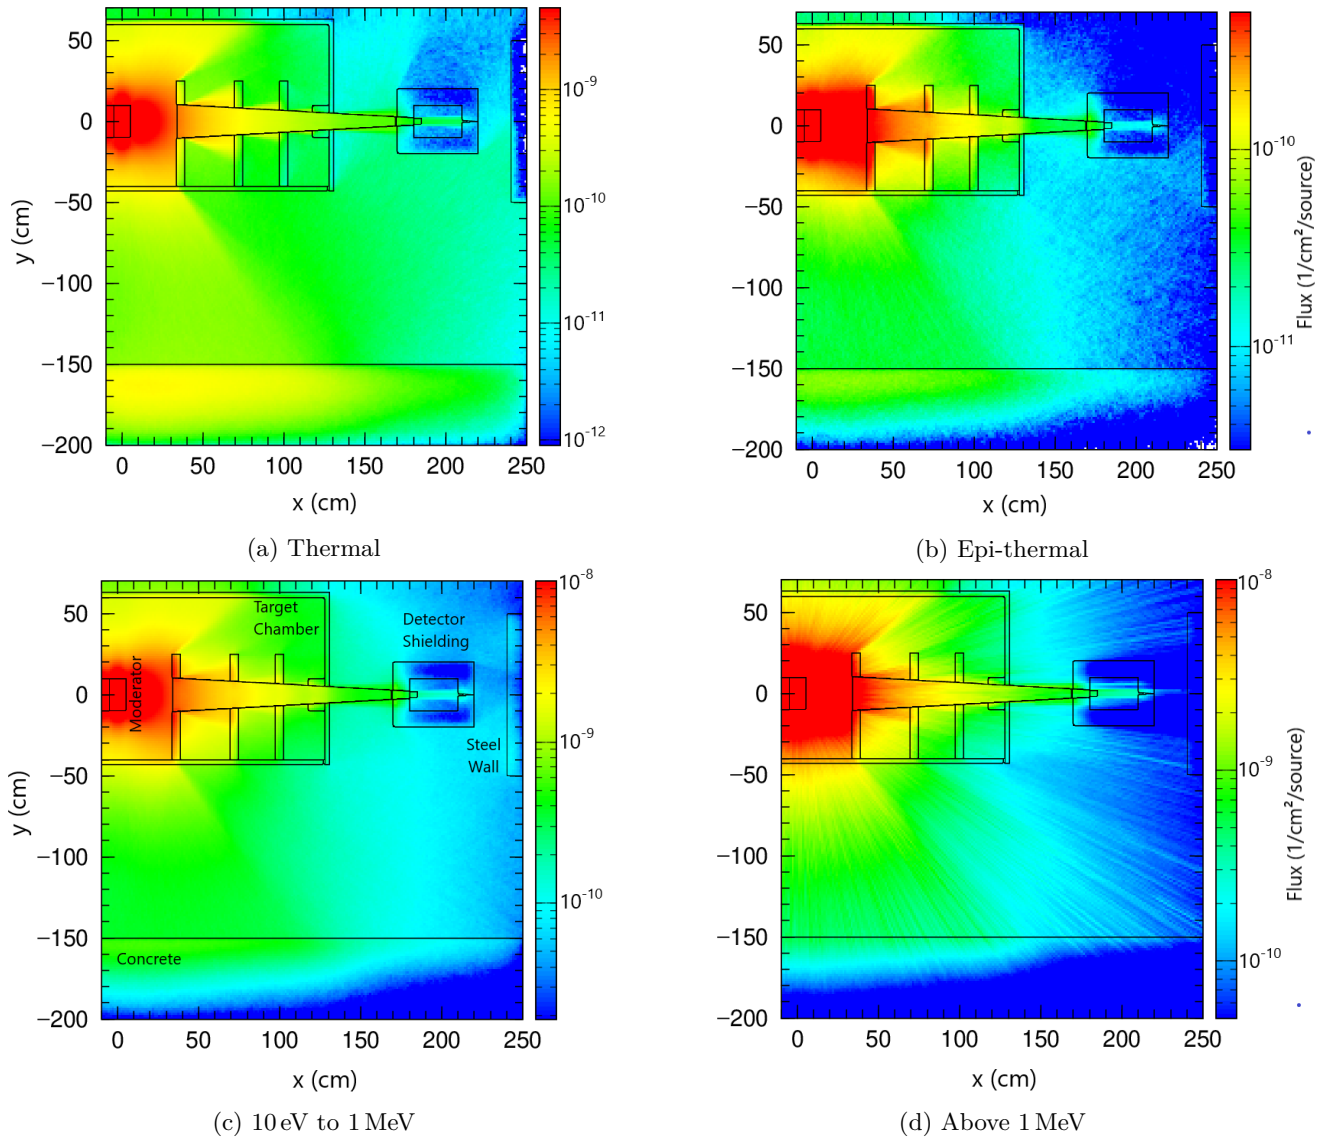 50
0
−50
−100
−150
−200
y (cm)
0 50 100 150 200 250
x (cm)
10⁻⁹
10⁻¹⁰
10⁻¹¹
10⁻¹²
(a) Thermal
50
0
−50
−100
−150
−200
0 50 100 150 200 250
x (cm)
10⁻¹⁰
10⁻¹¹
Flux (1/cm²/source)
(b) Epi-thermal
50
0
−50
−100
−150
−200
y (cm)
Target
Chamber
Detector
Shielding
Moderator
Steel
Wall
Concrete
0 50 100 150 200 250
x (cm)
10⁻⁸
10⁻⁹
10⁻¹⁰
(c) 10 eV to 1 MeV
50
0
−50
−100
−150
−200
0 50 100 150 200 250
x (cm)
10⁻⁸
10⁻⁹
10⁻¹⁰
Flux (1/cm²/source)
(d) Above 1 MeV